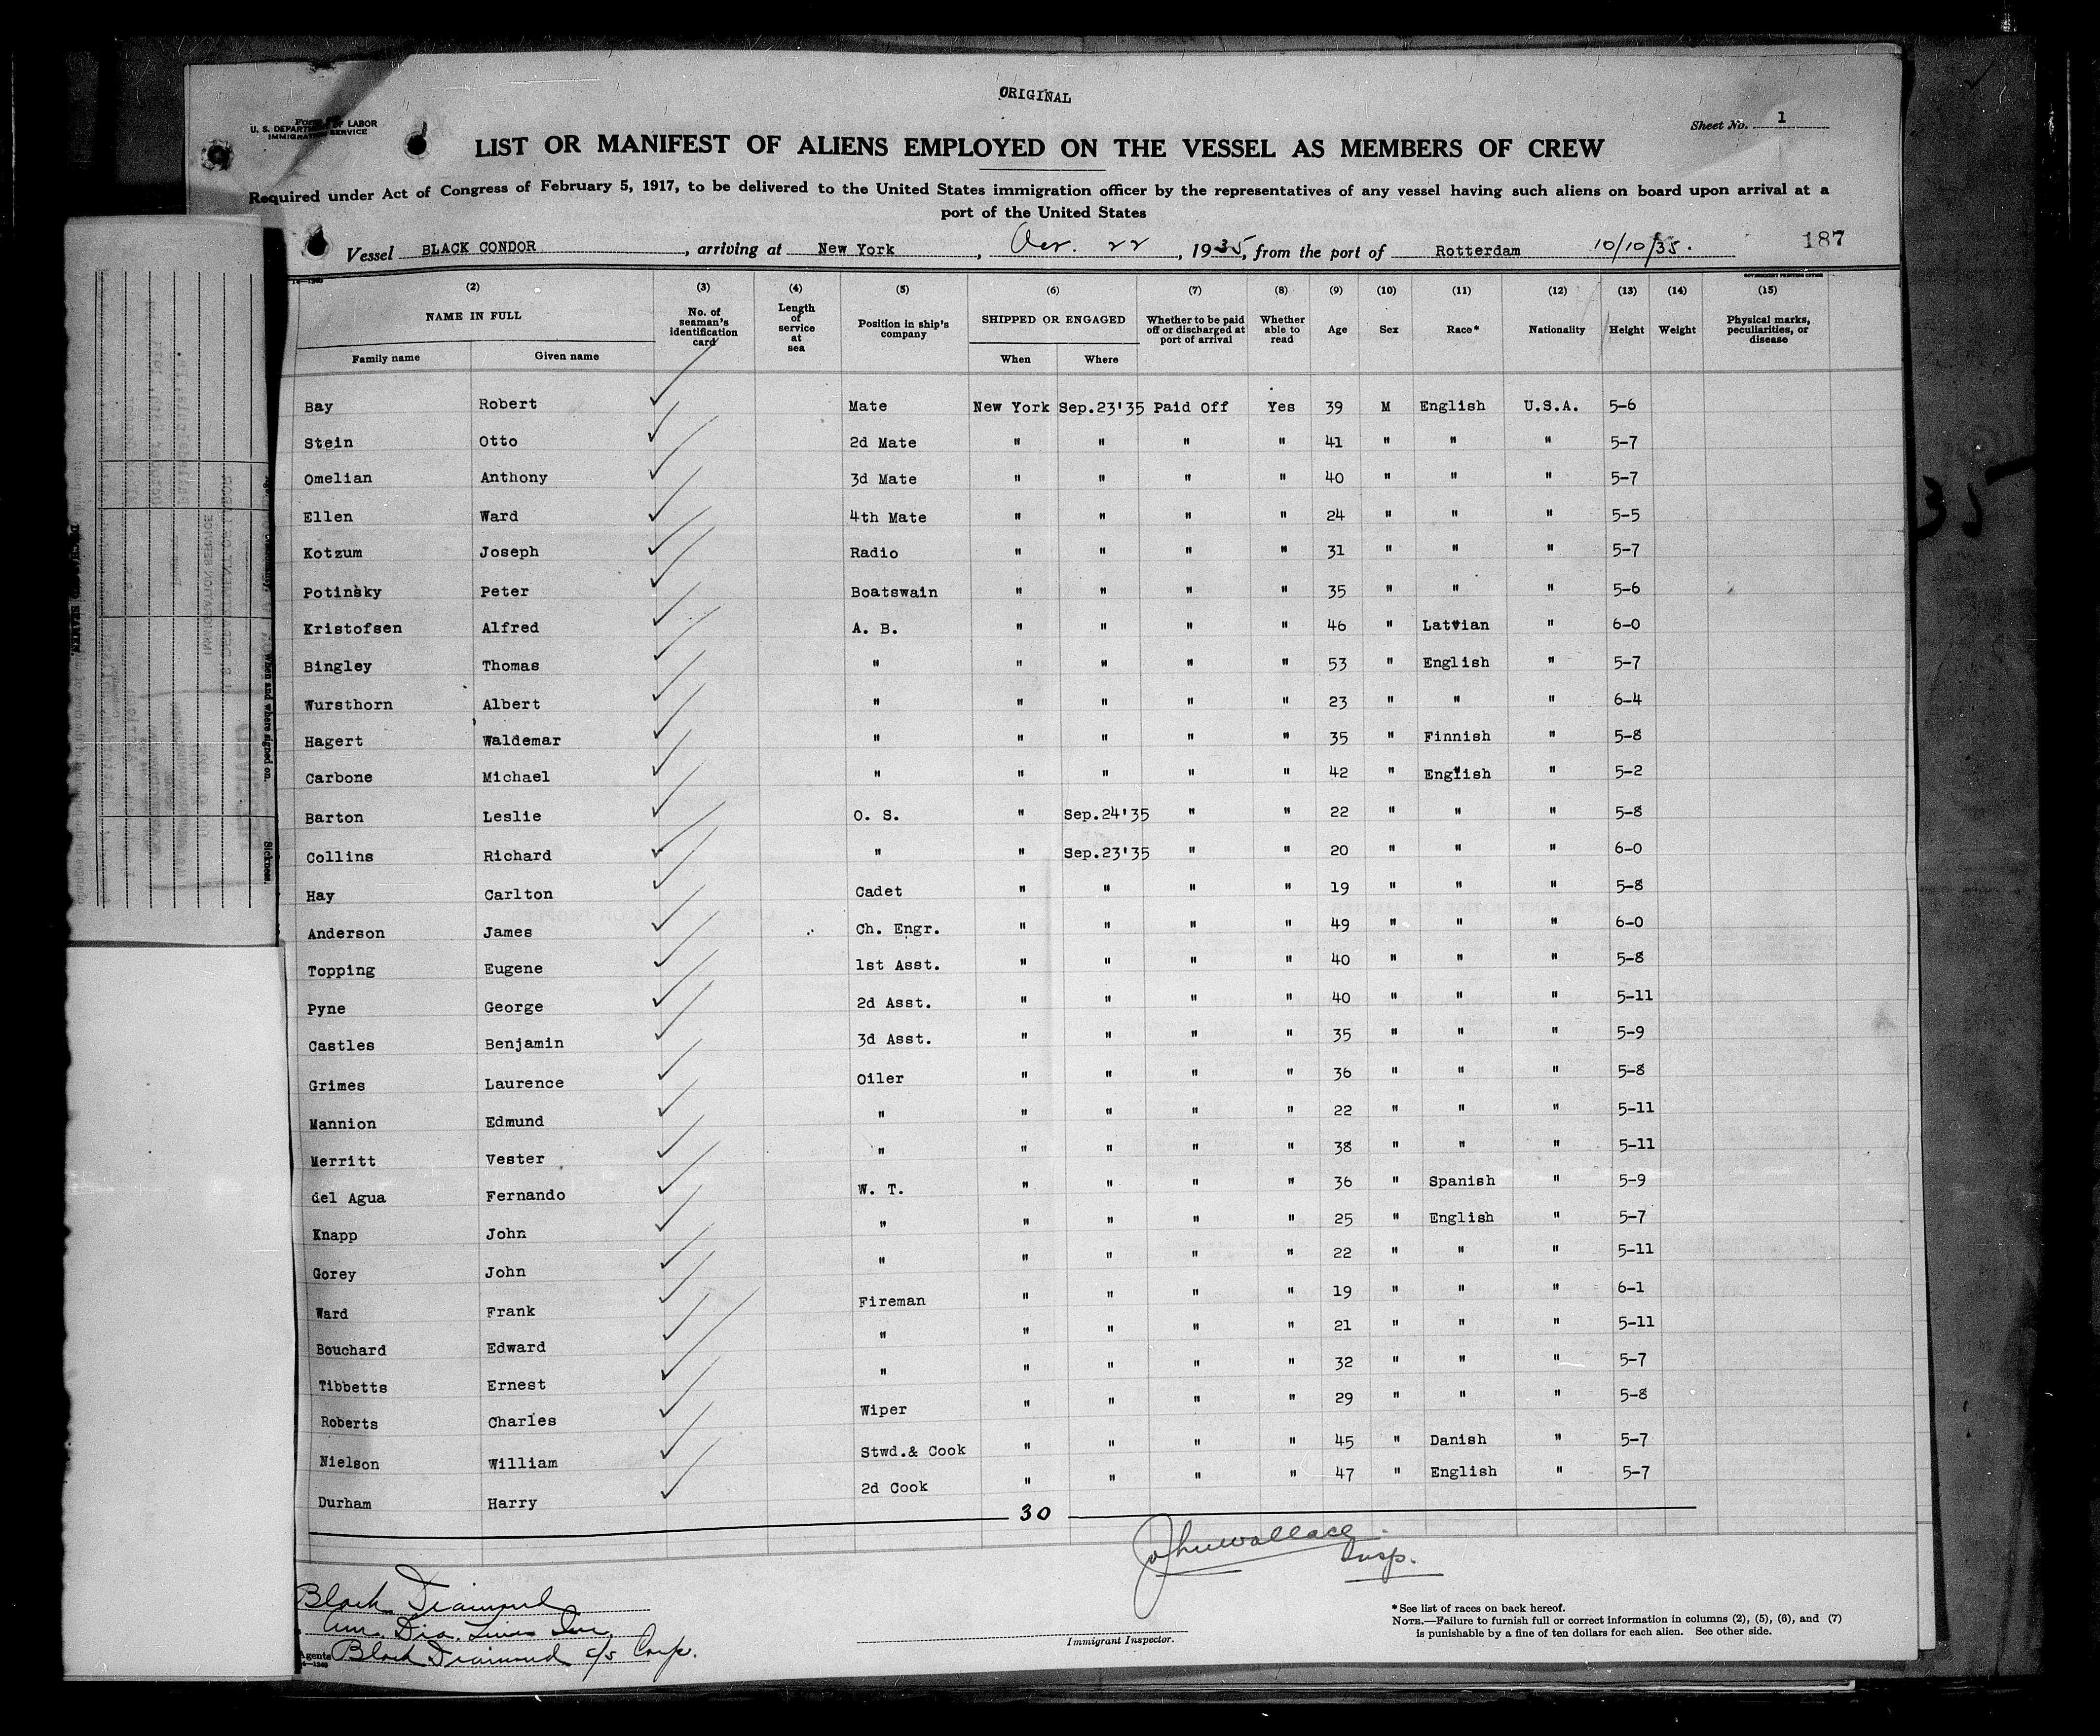 ORIGINAL
U. S. DEPARTMENT OF LABOR
IMMIGRATION SERVICE
Sheet No. 1
LIST OR MANIFEST OF ALIENS EMPLOYED ON THE VESSEL AS MEMBERS OF CREW
Required under Act of Congress of February 5, 1917, to be delivered to the United States immigration officer by the representatives of any vessel having such aliens on board upon arrival at a
port of the United States
Vessel BLACK CONDOR, arriving at New York, Oct. 22, 1935, from the port of Rotterdam 10/10/35. 187
14—1240 GOVERNMENT PRINTING OFFICE
(2) (3) (4) (5) (6) (7) (8) (9) (10) (11) (12) (13) (14) (15)
NAME IN FULL No. of seaman's identification card Length of service at sea Position in ship's company SHIPPED OR ENGAGED Whether to be paid off or discharged at port of arrival Whether able to read Age Sex Race* Nationality Height Weight Physical marks, peculiarities, or disease
Family name Given name When Where
Bay Robert Mate New York Sep.23'35 Paid Off Yes 39 M English U.S.A. 5-6
Stein Otto 2d Mate " " " " 41 " " " 5-7
Omelian Anthony 3d Mate " " " " 40 " " " 5-7
Ellen Ward 4th Mate " " " " 24 " " " 5-5
Kotzum Joseph Radio " " " " 31 " " " 5-7
Potinsky Peter Boatswain " " " " 35 " " " 5-6
Kristofsen Alfred A. B. " " " " 46 " Latvian " 6-0
Bingley Thomas " " " " " 53 " English " 5-7
Wursthorn Albert " " " " " 23 " " " 6-4
Hagert Waldemar " " " " " 35 " Finnish " 5-8
Carbone Michael " " " " " 42 " English " 5-2
Barton Leslie O. S. " Sep.24'35 " " 22 " " " 5-8
Collins Richard " " Sep.23'35 " " 20 " " " 6-0
Hay Carlton Cadet " " " " 19 " " " 5-8
Anderson James Ch. Engr. " " " " 49 " " " 6-0
Topping Eugene 1st Asst. " " " " 40 " " " 5-8
Pyne George 2d Asst. " " " " 40 " " " 5-11
Castles Benjamin 3d Asst. " " " " 35 " " " 5-9
Grimes Laurence Oiler " " " " 36 " " " 5-8
Mannion Edmund " " " " " 22 " " " 5-11
Merritt Vester " " " " " 38 " " " 5-11
del Agua Fernando W. T. " " " " 36 " Spanish " 5-9
Knapp John " " " " " 25 " English " 5-7
Gorey John " " " " " 22 " " " 5-11
Ward Frank Fireman " " " " 19 " " " 6-1
Bouchard Edward " " " " " 21 " " " 5-11
Tibbetts Ernest " " " " " 32 " " " 5-7
Roberts Charles Wiper " " " " 29 " " " 5-8
Nielson William Stwd.& Cook " " " " 45 " Danish " 5-7
Durham Harry 2d Cook " " " " 47 " English " 5-7
30
John Wallace
Insp.
Immigrant Inspector.
Black Diamond
Am. Dia. Lines Inc.
Agents Black Diamond S/S Corp.
14—1240
*See list of races on back hereof.
NOTE.—Failure to furnish full or correct information in columns (2), (5), (6), and (7)
is punishable by a fine of ten dollars for each alien. See other side.
35